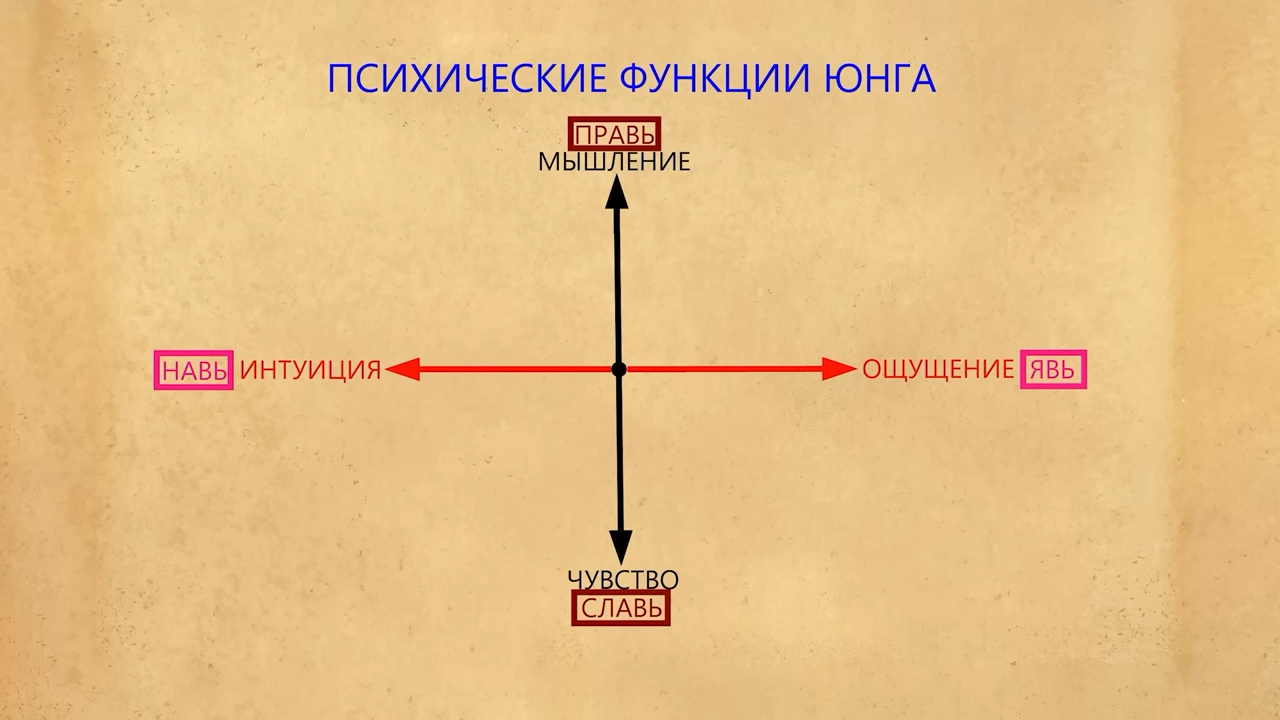 ПСИХИЧЕСКИЕ ФУНКЦИИ ЮНГА
ПРАВЬ
МЫШЛЕНИЕ
НАВЬ ИНТУИЦИЯ
ОЩУЩЕНИЕ ЯВЬ
ЧУВСТВО
СЛАВЬ